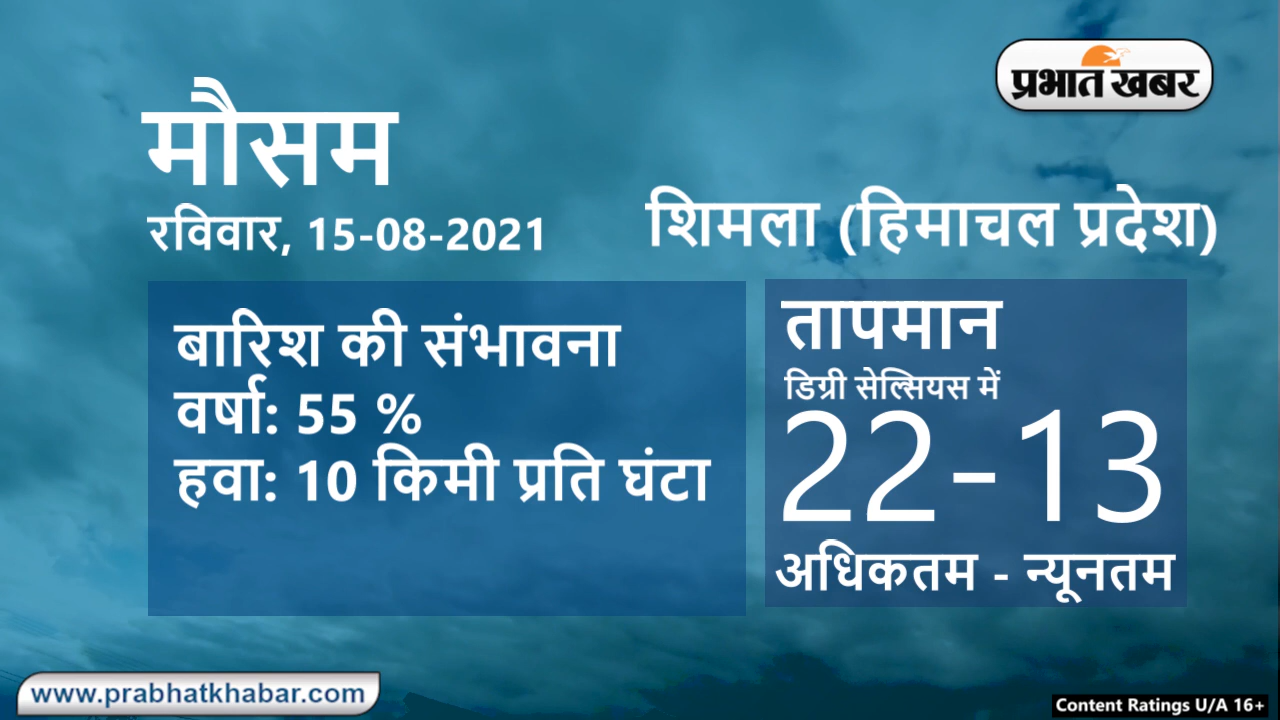 प्रभात खबर
मौसम
रविवार, 15-08-2021
शिमला (हिमाचल प्रदेश)
बारिश की संभावना
वर्षा: 55 %
हवा: 10 किमी प्रति घंटा
तापमान
डिग्री सेल्सियस में
22-13
अधिकतम - न्यूनतम
www.prabhatkhabar.com
Content Ratings U/A 16+